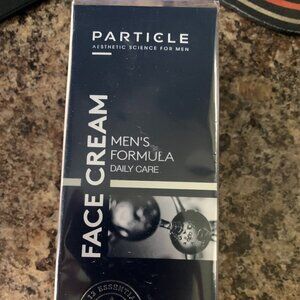 PARTICLE
AESTHETIC SCIENCE FOR MEN
FACE CREAM
MEN'S
FORMULA
DAILY CARE